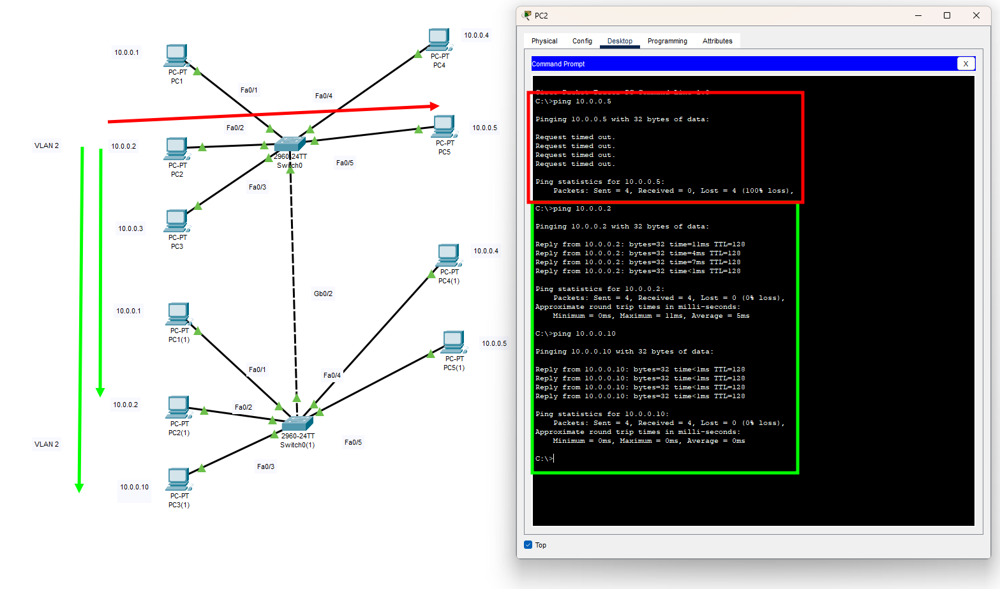 10.0.0.1
PC-PT
PC1
Fa0/1
10.0.0.4
PC-PT
PC4
Fa0/4
VLAN 2
10.0.0.2
PC-PT
PC2
Fa0/2
10.0.0.5
PC-PT
PC5
Fa0/5
2960-24TT
Switch0
Fa0/3
10.0.0.3
PC-PT
PC3
10.0.0.4
PC-PT
PC4(1)
Gb0/2
10.0.0.1
PC-PT
PC1(1)
Fa0/1
10.0.0.5
PC-PT
PC5(1)
Fa0/4
10.0.0.2
PC-PT
PC2(1)
Fa0/2
2960-24TT
Switch0(1)
Fa0/5
VLAN 2
Fa0/3
10.0.0.10
PC-PT
PC3(1)
PC2
Physical Config Desktop Programming Attributes
Command Prompt X
Cisco Packet Tracer PC Command Line 1.0
C:\>ping 10.0.0.5
Pinging 10.0.0.5 with 32 bytes of data:
Request timed out.
Request timed out.
Request timed out.
Request timed out.
Ping statistics for 10.0.0.5:
Packets: Sent = 4, Received = 0, Lost = 4 (100% loss),
C:\>ping 10.0.0.2
Pinging 10.0.0.2 with 32 bytes of data:
Reply from 10.0.0.2: bytes=32 time=11ms TTL=128
Reply from 10.0.0.2: bytes=32 time=4ms TTL=128
Reply from 10.0.0.2: bytes=32 time=7ms TTL=128
Reply from 10.0.0.2: bytes=32 time<1ms TTL=128
Ping statistics for 10.0.0.2:
Packets: Sent = 4, Received = 4, Lost = 0 (0% loss),
Approximate round trip times in milli-seconds:
Minimum = 0ms, Maximum = 11ms, Average = 5ms
C:\>ping 10.0.0.10
Pinging 10.0.0.10 with 32 bytes of data:
Reply from 10.0.0.10: bytes=32 time<1ms TTL=128
Reply from 10.0.0.10: bytes=32 time<1ms TTL=128
Reply from 10.0.0.10: bytes=32 time<1ms TTL=128
Reply from 10.0.0.10: bytes=32 time<1ms TTL=128
Ping statistics for 10.0.0.10:
Packets: Sent = 4, Received = 4, Lost = 0 (0% loss),
Approximate round trip times in milli-seconds:
Minimum = 0ms, Maximum = 0ms, Average = 0ms
C:\>
Top